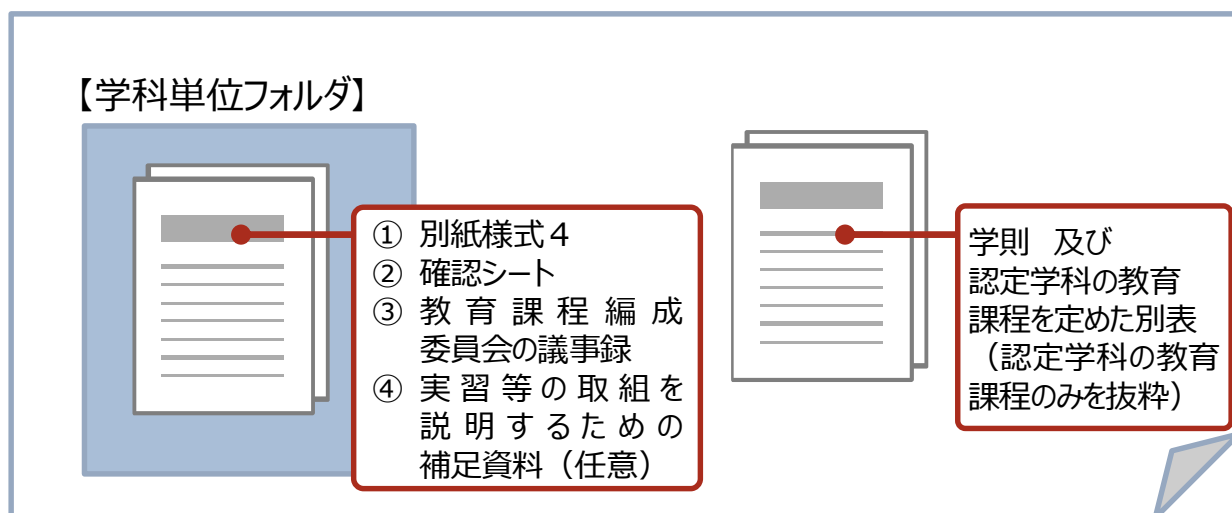 【学科単位フォルダ】
① 別紙様式４
② 確認シート
③ 教育課程編成
委員会の議事録
④ 実習等の取組を
説明するための
補足資料（任意）
学則　及び
認定学科の教育
課程を定めた別表
（認定学科の教育
課程のみを抜粋）